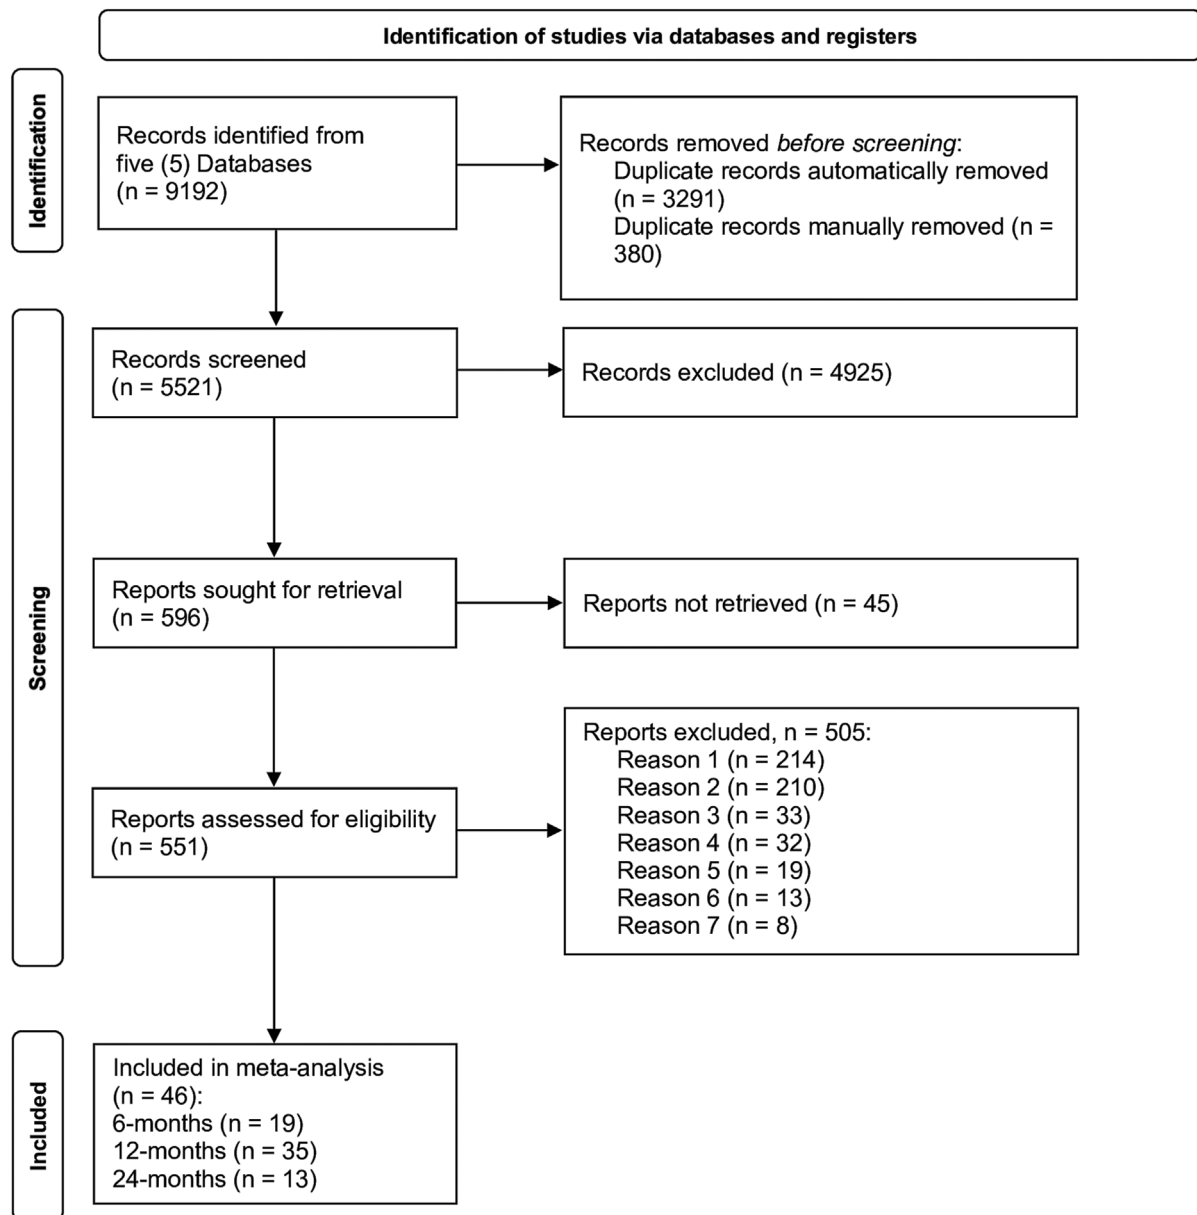 Identification of studies via databases and registers
Identification
Records identified from
five (5) Databases
(n = 9192)
Records removed before screening:
Duplicate records automatically removed
(n = 3291)
Duplicate records manually removed (n =
380)
Screening
Records screened
(n = 5521)
Records excluded (n = 4925)
Reports sought for retrieval
(n = 596)
Reports not retrieved (n = 45)
Reports assessed for eligibility
(n = 551)
Reports excluded, n = 505:
Reason 1 (n = 214)
Reason 2 (n = 210)
Reason 3 (n = 33)
Reason 4 (n = 32)
Reason 5 (n = 19)
Reason 6 (n = 13)
Reason 7 (n = 8)
Included
Included in meta-analysis
(n = 46):
6-months (n = 19)
12-months (n = 35)
24-months (n = 13)